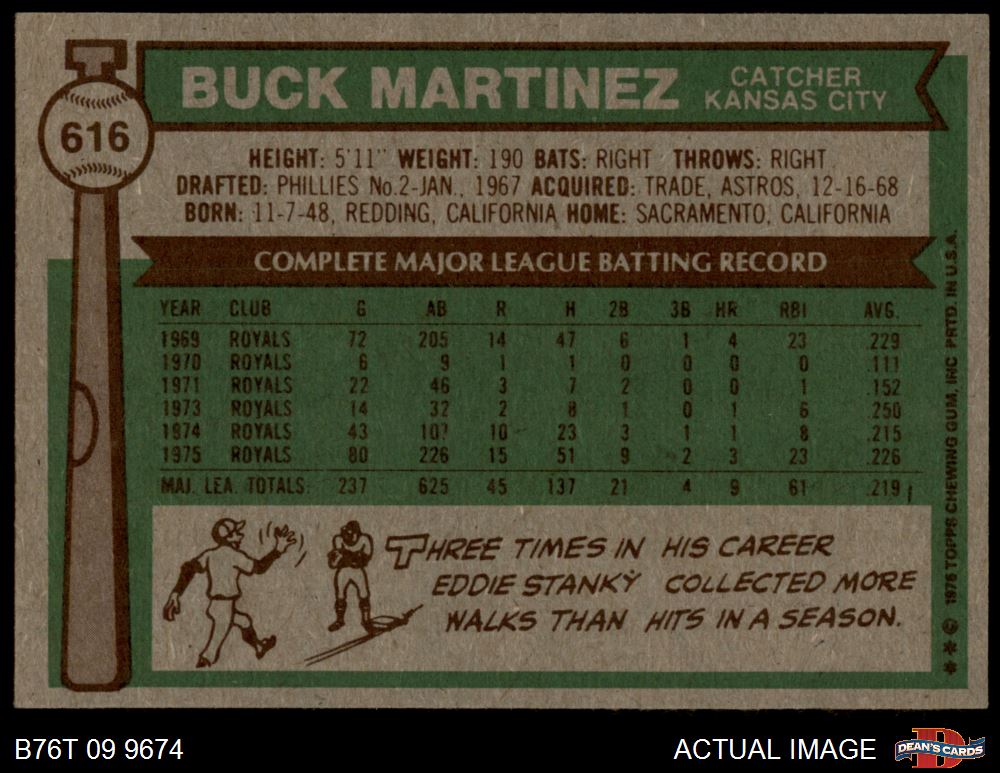 616
BUCK MARTINEZ
CATCHER
KANSAS CITY
HEIGHT: 5'11" WEIGHT: 190 BATS: RIGHT THROWS: RIGHT
DRAFTED: PHILLIES No.2-JAN., 1967 ACQUIRED: TRADE, ASTROS, 12-16-68
BORN: 11-7-48, REDDING, CALIFORNIA HOME: SACRAMENTO, CALIFORNIA
COMPLETE MAJOR LEAGUE BATTING RECORD
YEAR CLUB G AB R H 2B 3B HR RBI AVG.
1969 ROYALS 72 205 14 47 6 1 4 23 .229
1970 ROYALS 6 9 1 1 0 0 0 0 .111
1971 ROYALS 22 46 3 7 2 0 0 1 .152
1973 ROYALS 14 32 2 8 1 0 1 6 .250
1974 ROYALS 43 107 10 23 3 1 1 8 .215
1975 ROYALS 80 226 15 51 9 2 3 23 .226
MAJ. LEA. TOTALS: 237 625 45 137 21 4 9 61 .219
THREE TIMES IN HIS CAREER
EDDIE STANKY COLLECTED MORE
WALKS THAN HITS IN A SEASON.
** © 1976 TOPPS CHEWING GUM, INC PRTD. IN U.S.A.
B76T 09 9674
ACTUAL IMAGE
D
DEAN'S CARDS